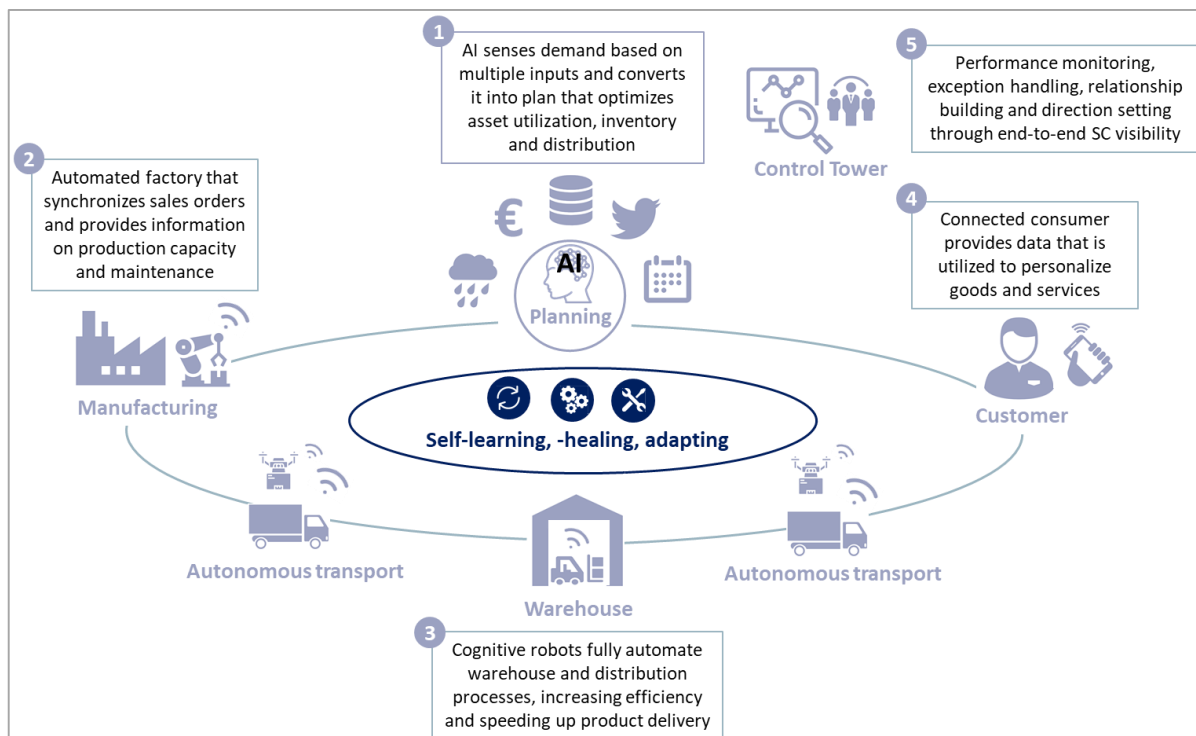 1
AI senses demand based on
multiple inputs and converts
it into plan that optimizes
asset utilization, inventory
and distribution
5
Performance monitoring,
exception handling, relationship
building and direction setting
through end-to-end SC visibility
Control Tower
2
Automated factory that
synchronizes sales orders
and provides information
on production capacity
and maintenance
4
Connected consumer
provides data that is
utilized to personalize
goods and services
€
AI
Planning
Manufacturing
Customer
Self-learning, -healing, adapting
Autonomous transport
Autonomous transport
Warehouse
3
Cognitive robots fully automate
warehouse and distribution
processes, increasing efficiency
and speeding up product delivery